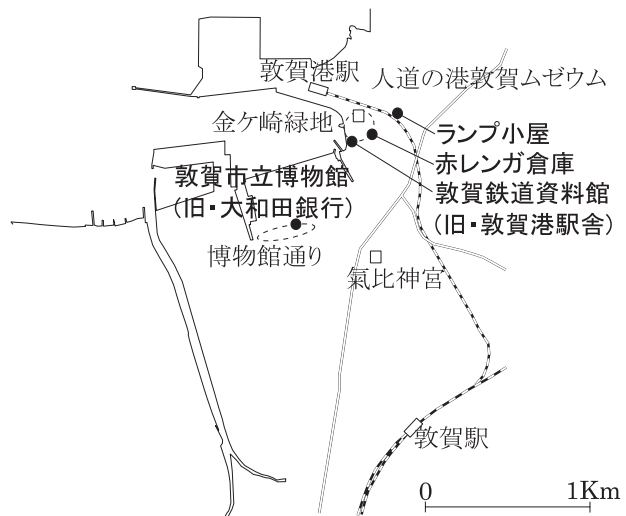 敦賀港駅
人道の港敦賀ムゼウム
金ケ崎緑地
ランプ小屋
赤レンガ倉庫
敦賀市立博物館
(旧・大和田銀行)
敦賀鉄道資料館
(旧・敦賀港駅舎)
博物館通り
氣比神宮
敦賀駅
0
1Km